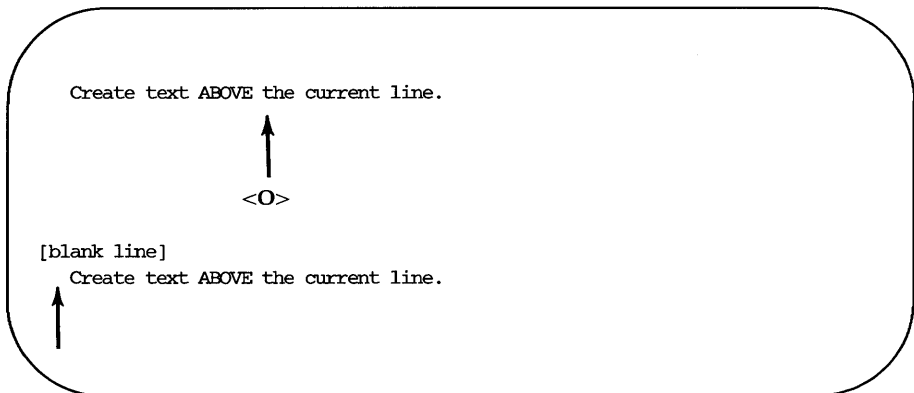 Create text ABOVE the current line.
<O>
[blank line]
Create text ABOVE the current line.